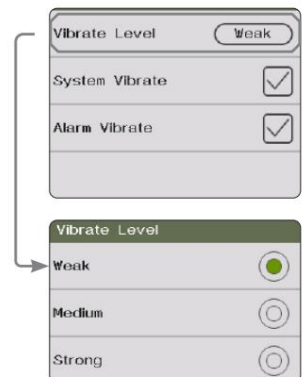 Vibrate Level Weak
System Vibrate
Alarm Vibrate
Vibrate Level
Weak
Medium
Strong